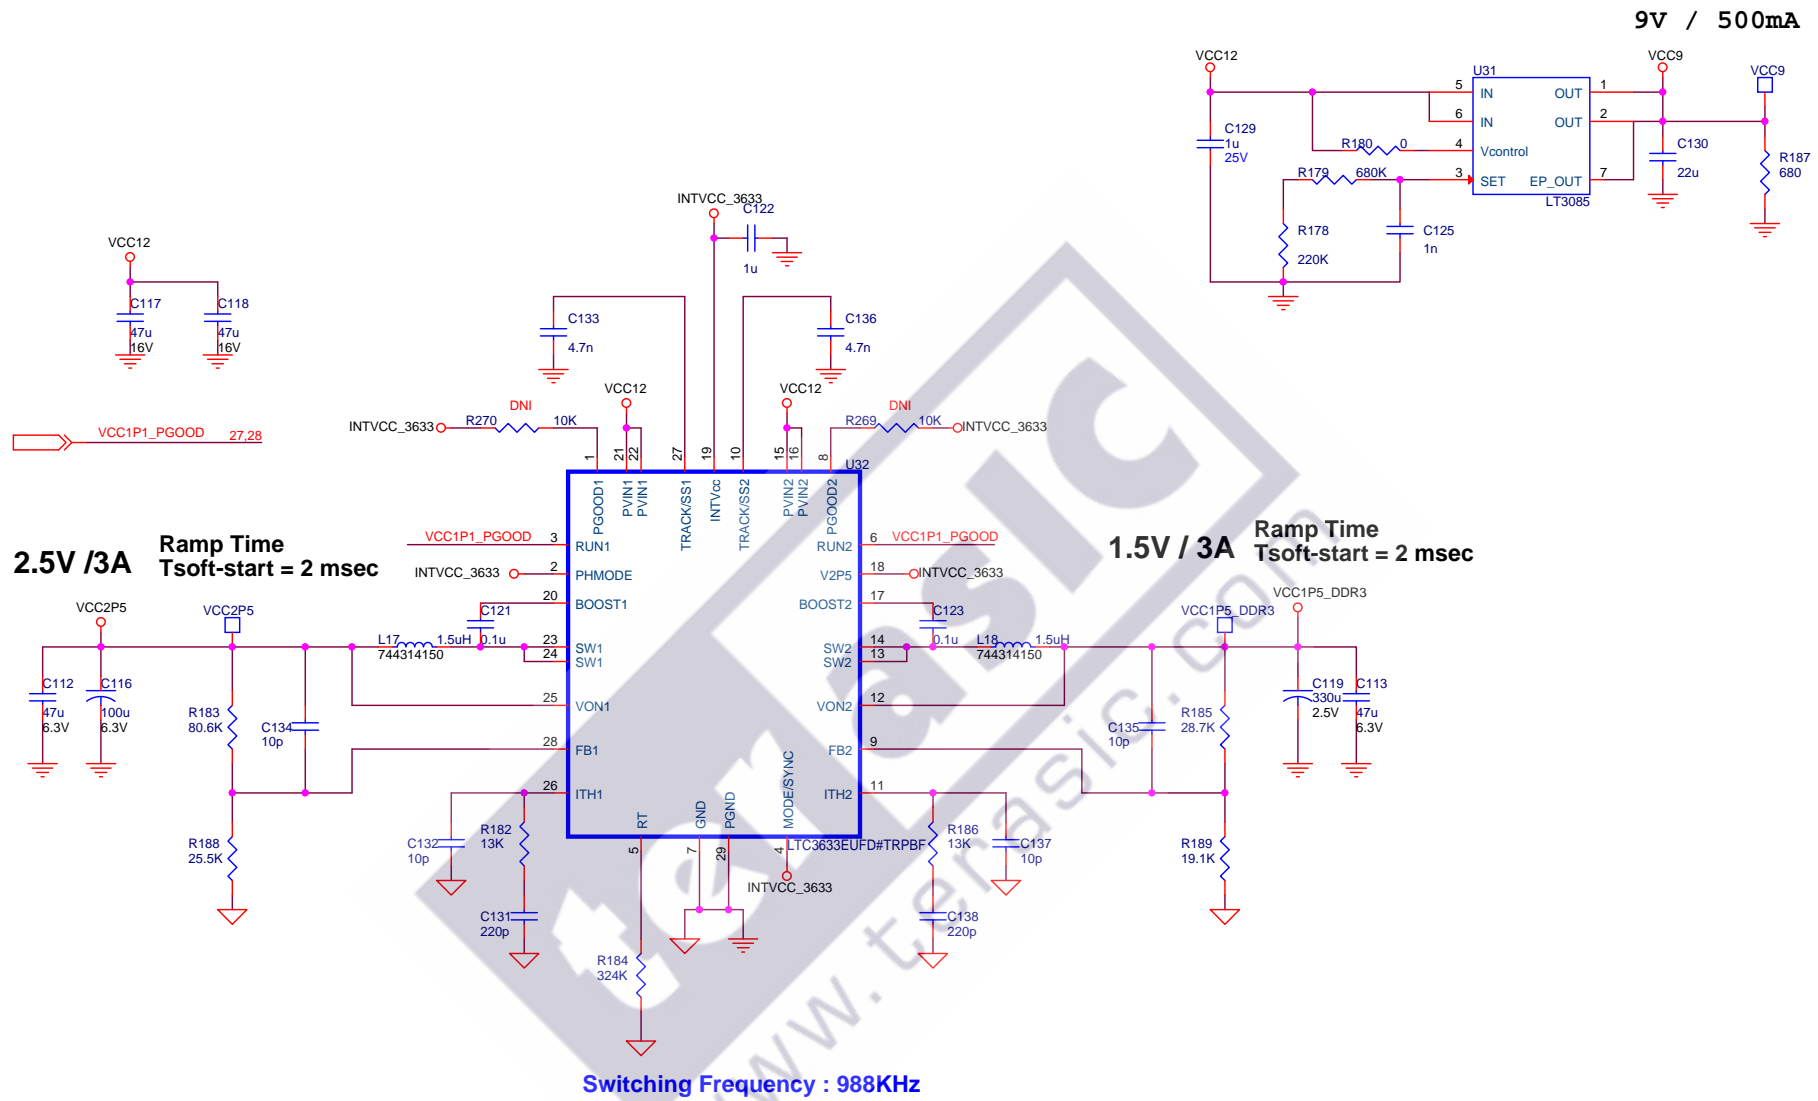 9V / 500mA
VCC12
U31
VCC9
VCC9
5 IN OUT 1
6 IN OUT 2
4 Vcontrol
3 SET EP_OUT 7
LT3085
C129
1u
25V
R180 0
R179 680K
R178
220K
C125
1n
C130
22u
R187
680
INTVCC_3633
C122
1u
VCC12
C117
47u
16V
C118
47u
16V
C133
4.7n
C136
4.7n
VCC12
VCC12
DNI
INTVCC_3633 R270 10K
DNI
R269 10K INTVCC_3633
VCC1P1_PGOOD 27,28
U32
1 PGOOD1
21 PVIN1
22 PVIN1
27 TRACK/SS1
19 INTVcc
10 TRACK/SS2
15 PVIN2
16 PVIN2
8 PGOOD2
VCC1P1_PGOOD 3 RUN1
INTVCC_3633 2 PHMODE
20 BOOST1
23 SW1
24 SW1
25 VON1
28 FB1
26 ITH1
RUN2 6 VCC1P1_PGOOD
V2P5 18 INTVCC_3633
BOOST2 17
SW2 14
SW2 13
VON2 12
FB2 9
ITH2 11
RT 5
GND 7
PGND 29
MODE/SYNC 4
LTC3633EUFD#TRPBF
INTVCC_3633
2.5V /3A
Ramp Time
Tsoft-start = 2 msec
VCC2P5
VCC2P5
C121
0.1u
L17 1.5uH
744314150
C112
47u
6.3V
C116
100u
6.3V
R183
80.6K
C134
10p
R188
25.5K
C132
10p
R182
13K
C131
220p
R184
324K
1.5V / 3A
Ramp Time
Tsoft-start = 2 msec
VCC1P5_DDR3
VCC1P5_DDR3
C123
0.1u
L18 1.5uH
744314150
C135
10p
R185
28.7K
C119
330u
2.5V
C113
47u
6.3V
R189
19.1K
R186
13K
C137
10p
C138
220p
Switching Frequency : 988KHz
terasic
www.terasic.com